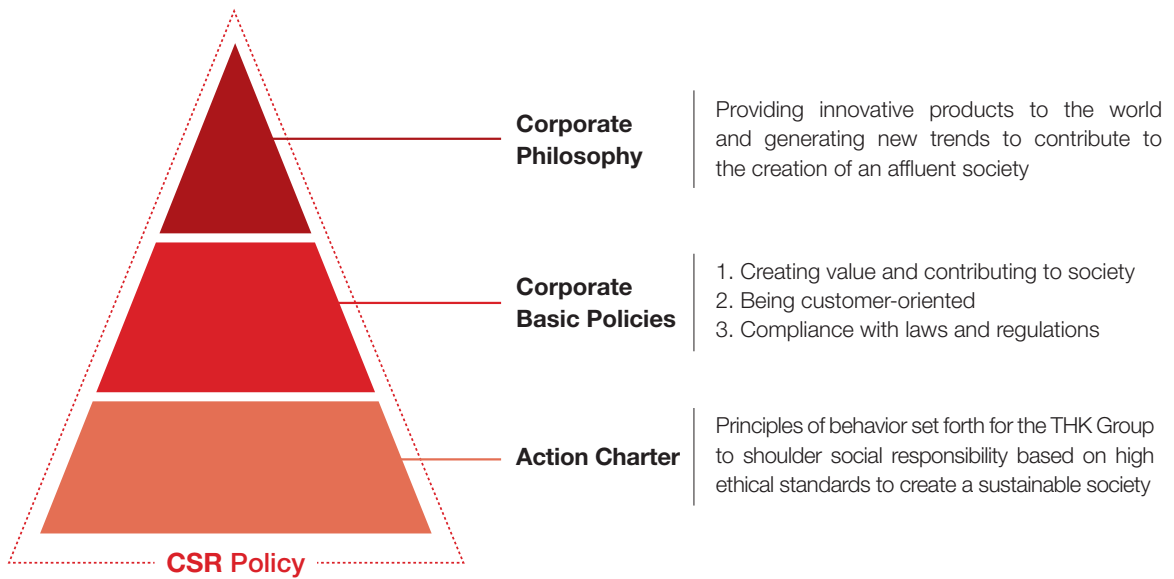 Corporate
Philosophy
Providing innovative products to the world
and generating new trends to contribute to
the creation of an affluent society
Corporate
Basic Policies
1. Creating value and contributing to society
2. Being customer-oriented
3. Compliance with laws and regulations
Action Charter
Principles of behavior set forth for the THK Group
to shoulder social responsibility based on high
ethical standards to create a sustainable society
CSR Policy